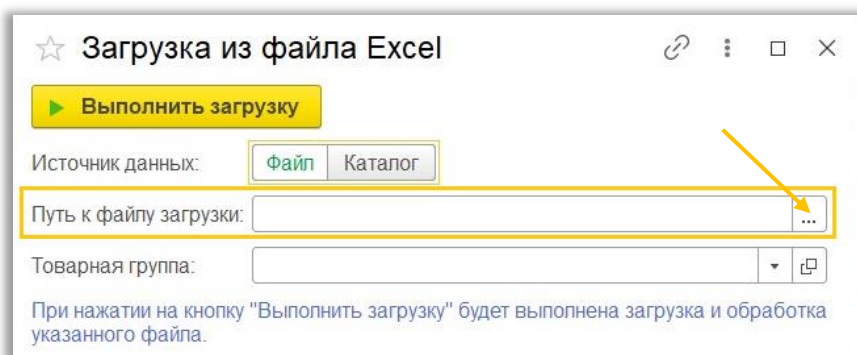 Загрузка из файла Excel
Выполнить загрузку
Источник данных: Файл Каталог
Путь к файлу загрузки: ...
Товарная группа:
При нажатии на кнопку "Выполнить загрузку" будет выполнена загрузка и обработка
указанного файла.